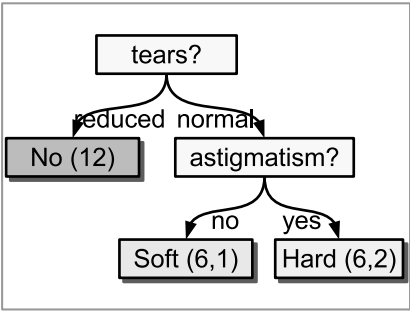 tears?
reduced normal
No (12)
astigmatism?
no yes
Soft (6,1)
Hard (6,2)